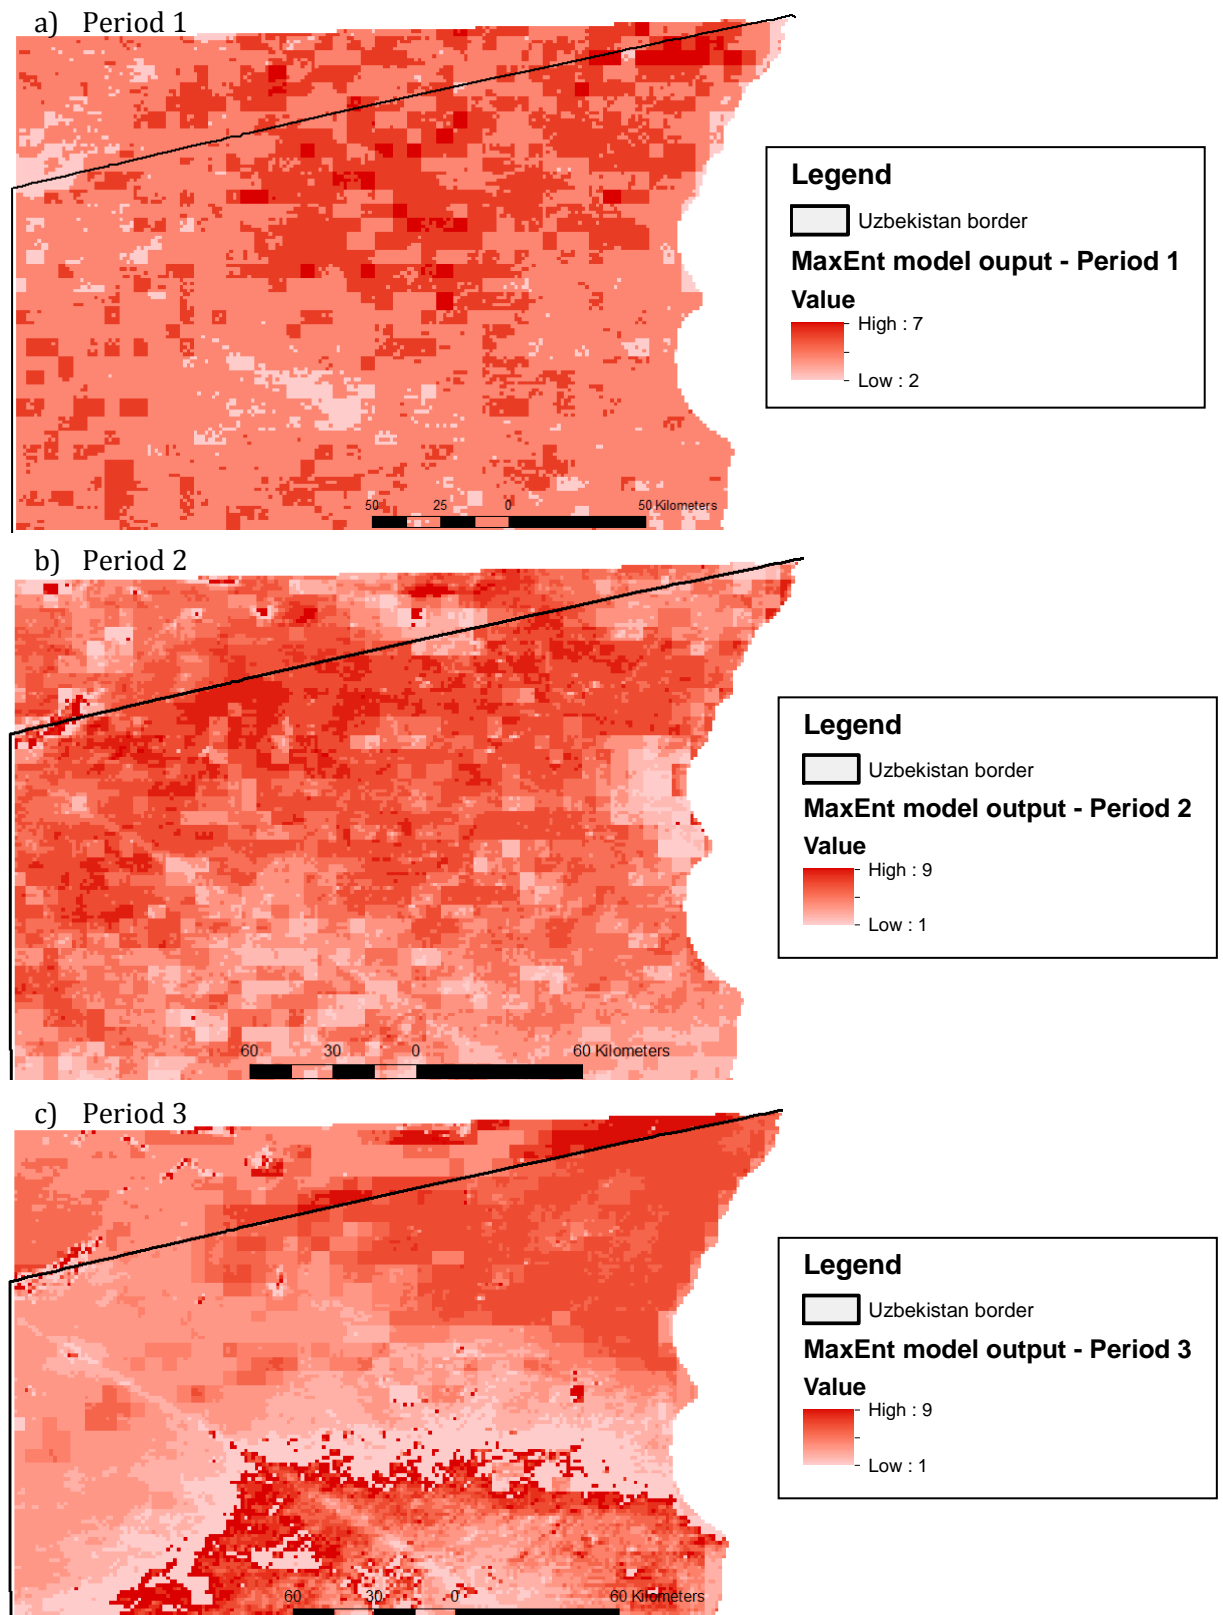 a) Period 1
Legend
Uzbekistan border
MaxEnt model ouput - Period 1
Value
High : 7
Low : 2
50 25 0 50 Kilometers
b) Period 2
Legend
Uzbekistan border
MaxEnt model output - Period 2
Value
High : 9
Low : 1
60 30 0 60 Kilometers
c) Period 3
Legend
Uzbekistan border
MaxEnt model output - Period 3
Value
High : 9
Low : 1
60 30 0 60 Kilometers